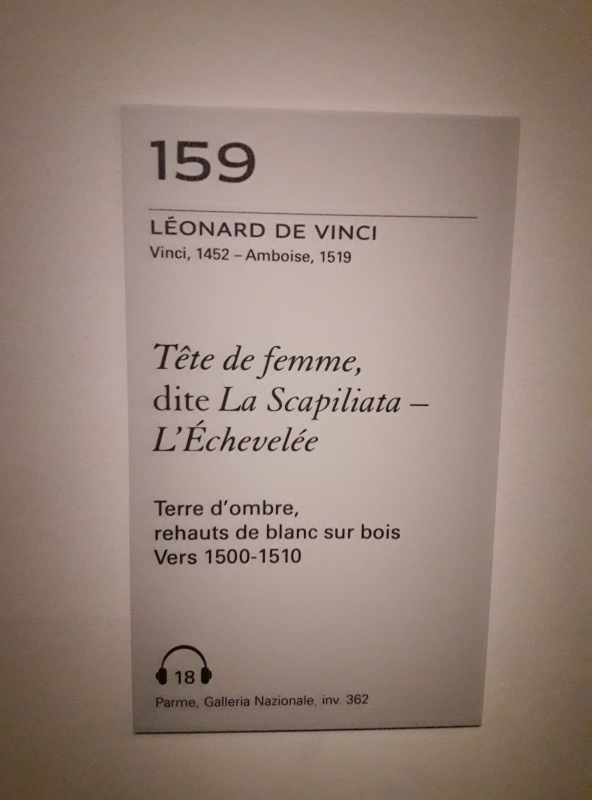 159
LÉONARD DE VINCI
Vinci, 1452 – Amboise, 1519
Tête de femme,
dite La Scapiliata –
L'Échevelée
Terre d'ombre,
rehauts de blanc sur bois
Vers 1500-1510
18
Parme, Galleria Nazionale, inv. 362